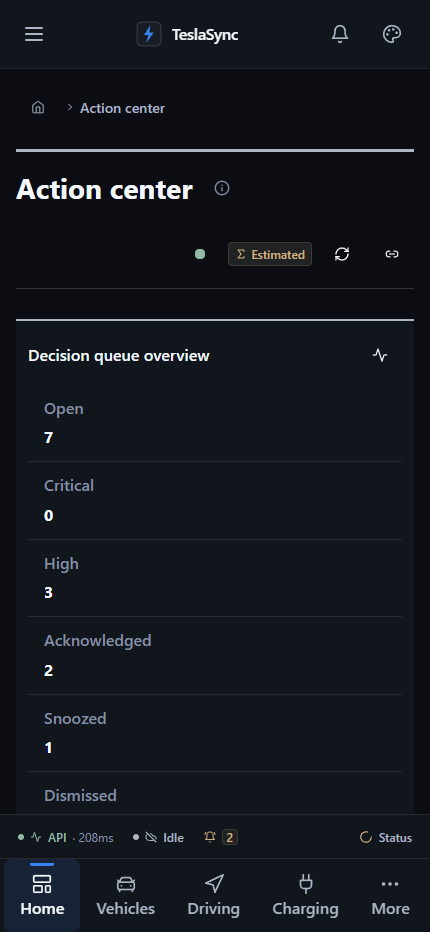 TeslaSync
Action center
Action center
Estimated
Decision queue overview
Open
7
Critical
0
High
3
Acknowledged
2
Snoozed
1
Dismissed
API · 208ms Idle 2 Status
Home Vehicles Driving Charging More